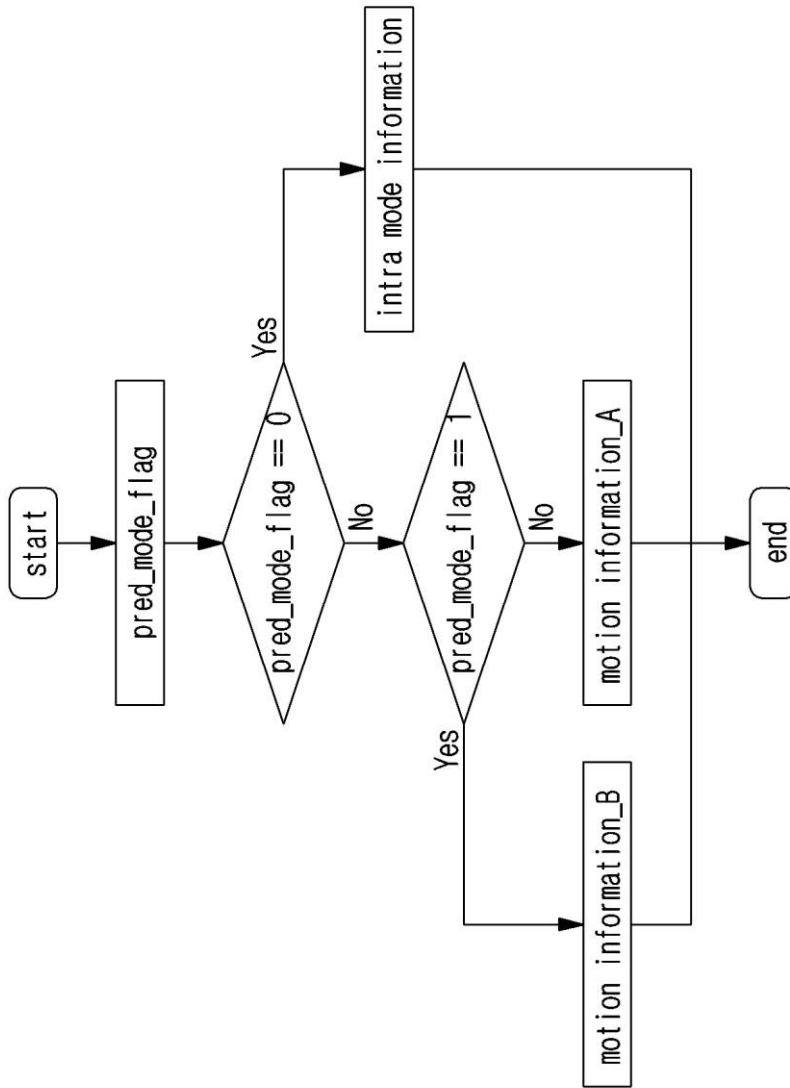 start
pred_mode_flag
pred_mode_flag == 0
Yes
No
intra mode information
pred_mode_flag == 1
Yes
No
motion information_B
motion information_A
end